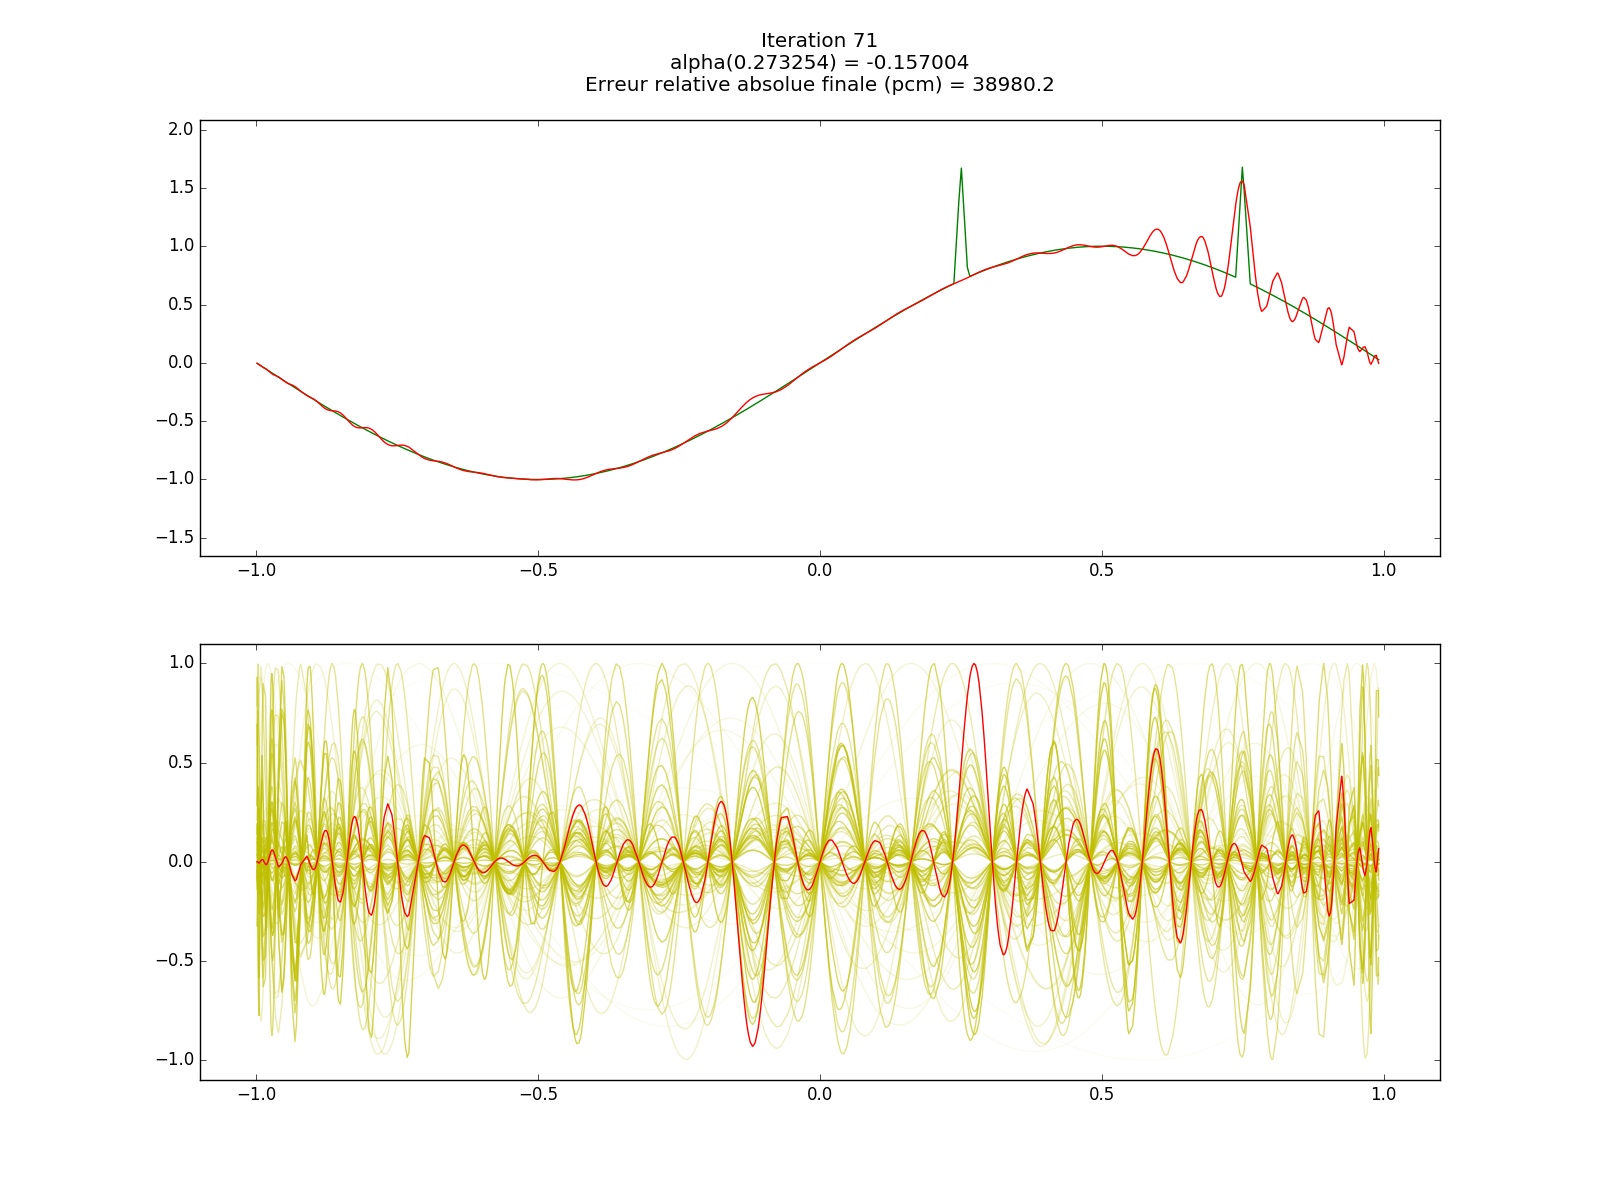 Iteration 71
alpha(0.273254) = -0.157004
Erreur relative absolue finale (pcm) = 38980.2
2.0
1.5
1.0
0.5
0.0
−0.5
−1.0
−1.5
−1.0 −0.5 0.0 0.5 1.0
1.0
0.5
0.0
−0.5
−1.0
−1.0 −0.5 0.0 0.5 1.0